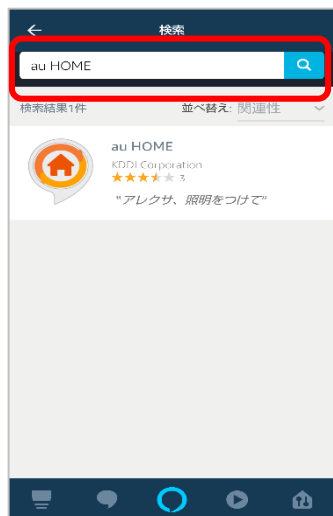 検索
au HOME
検索結果1件
並べ替え: 関連性
au HOME
KDDI Corporation
3
"アレクサ、照明をつけて"